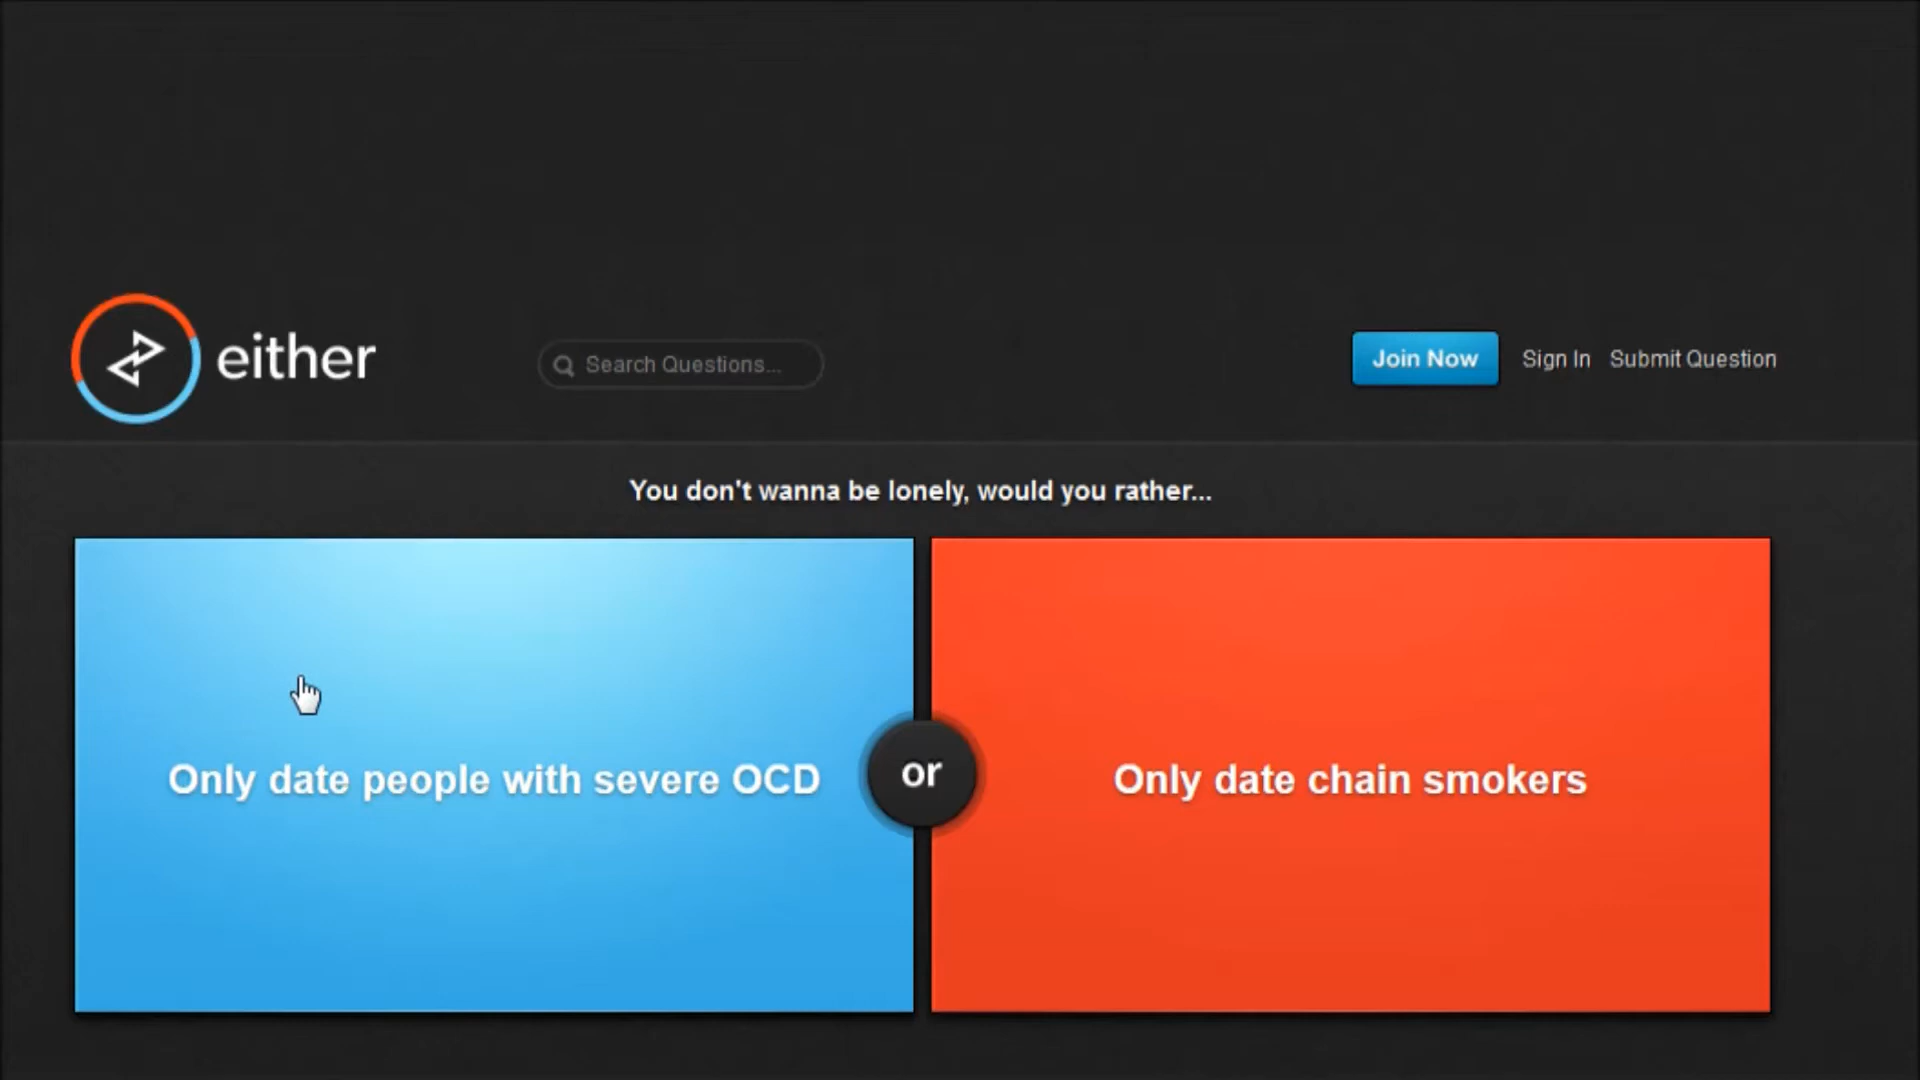 either
Search Questions...
Join Now
Sign In
Submit Question
You don't wanna be lonely, would you rather...
Only date people with severe OCD
or
Only date chain smokers